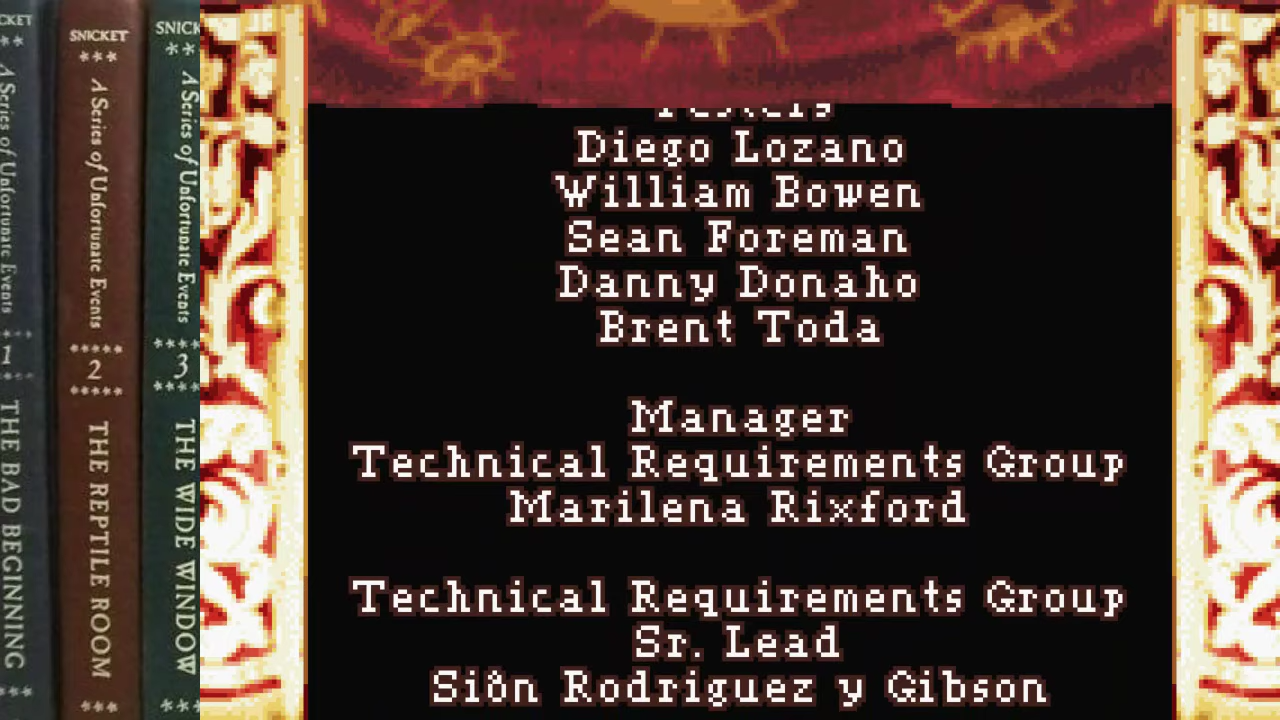 SNICKET
A Series of Unfortunate Events
1
THE BAD BEGINNING
SNICKET
A Series of Unfortunate Events
2
THE REPTILE ROOM
A Series of Unfortunate Events
3
THE WIDE WINDOW
Diego Lozano
William Bowen
Sean Foreman
Danny Donaho
Brent Toda
Manager
Technical Requirements Group
Marilena Rixford
Technical Requirements Group
Sr. Lead
Siôn Rodriguez y Gibson